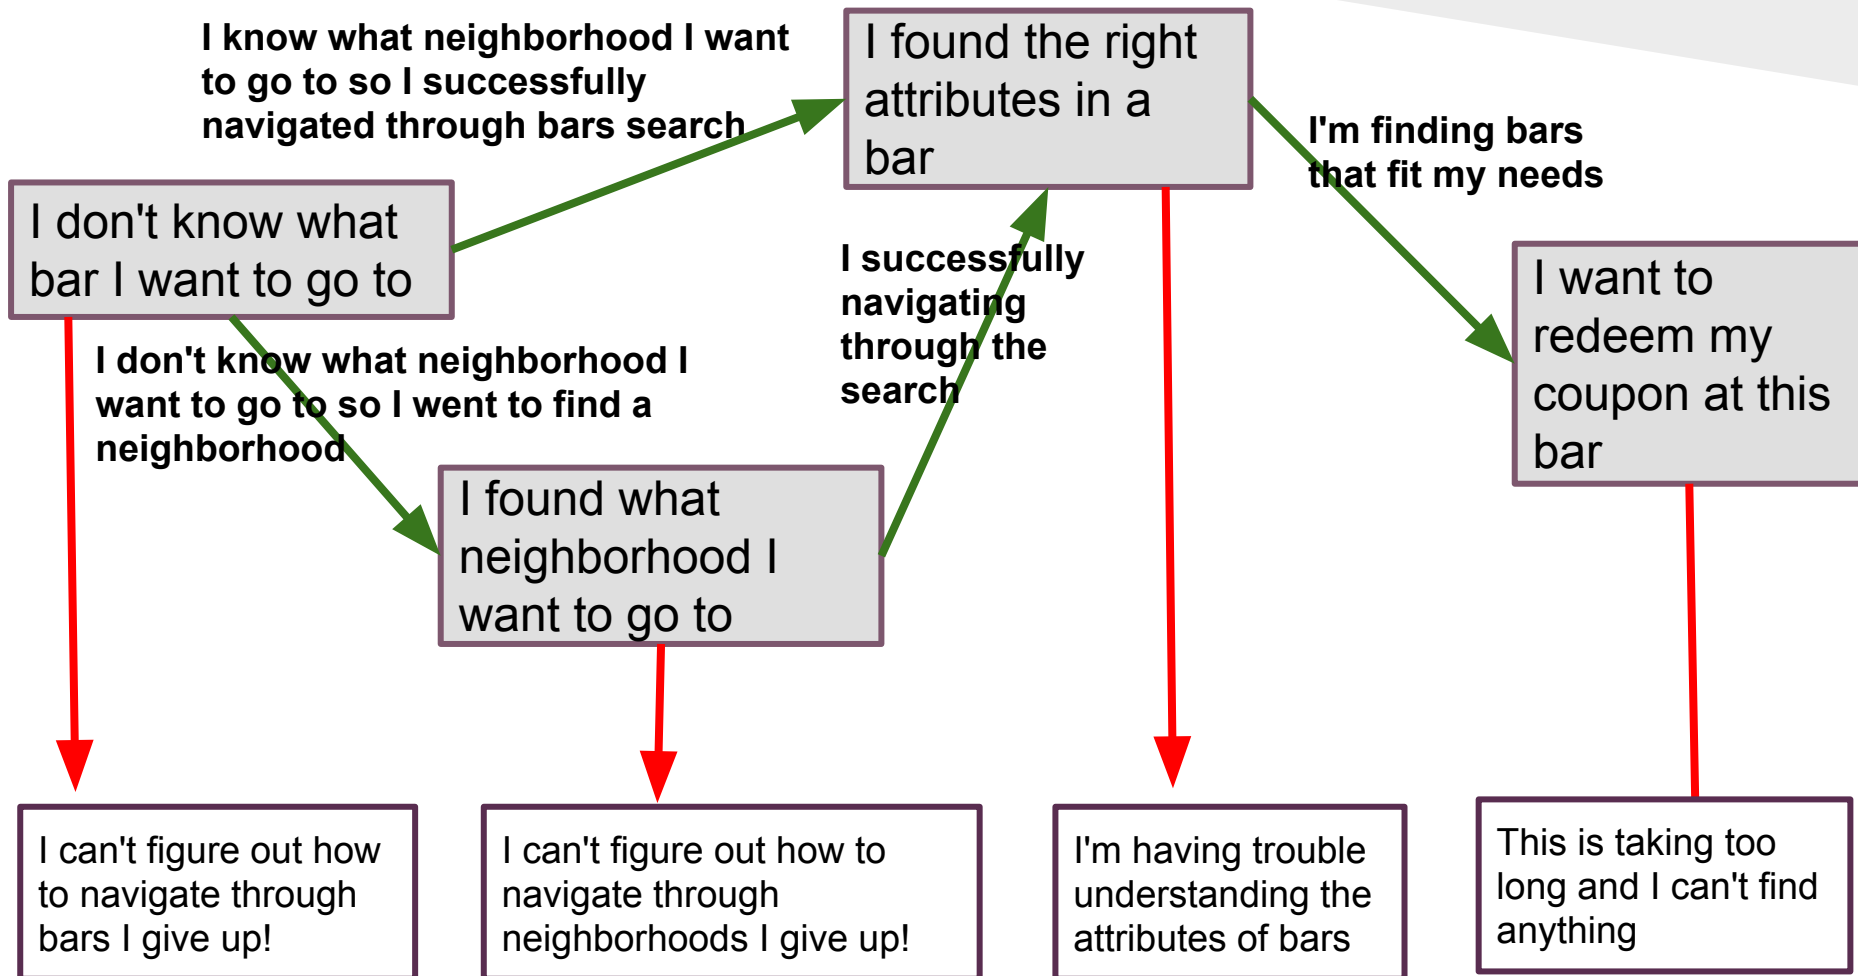 I know what neighborhood I want
to go to so I successfully
navigated through bars search
I found the right
attributes in a
bar
I'm finding bars
that fit my needs
I don't know what
bar I want to go to
I successfully
navigating
through the
search
I want to
redeem my
coupon at this
bar
I don't know what neighborhood I
want to go to so I went to find a
neighborhood
I found what
neighborhood I
want to go to
I can't figure out how
to navigate through
bars I give up!
I can't figure out how to
navigate through
neighborhoods I give up!
I'm having trouble
understanding the
attributes of bars
This is taking too
long and I can't find
anything